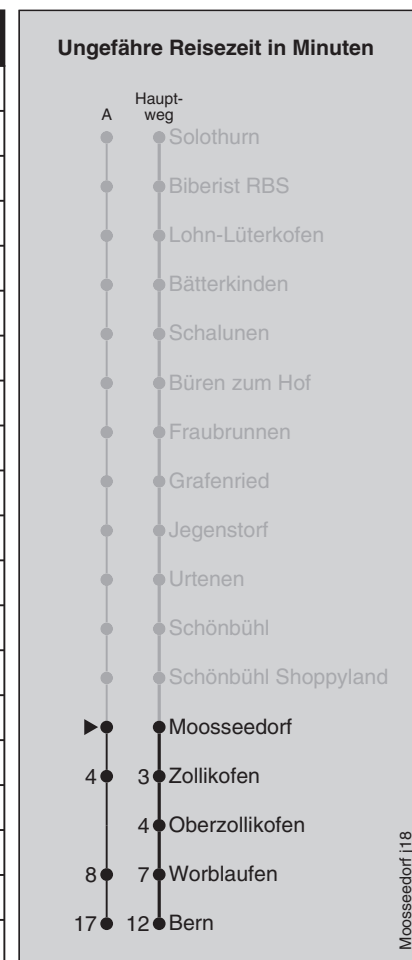 Ungefähre Reisezeit in Minuten
A
Haupt-
weg
Solothurn
Biberist RBS
Lohn-Lüterkofen
Bätterkinden
Schalunen
Büren zum Hof
Fraubrunnen
Grafenried
Jegenstorf
Urtenen
Schönbühl
Schönbühl Shoppyland
Moosseedorf
4 3 Zollikofen
4 Oberzollikofen
8 7 Worblaufen
17 12 Bern
Moosseedorf j18